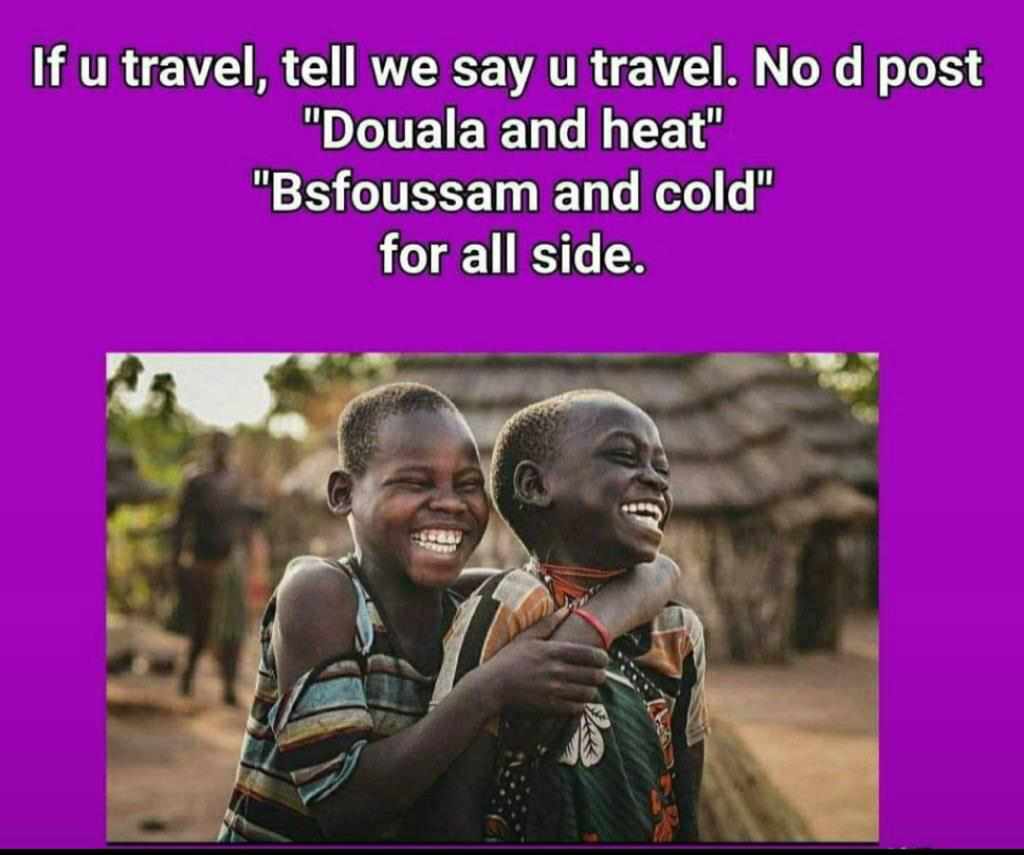 If u travel, tell we say u travel. No d post
"Douala and heat"
"Bsfoussam and cold"
for all side.